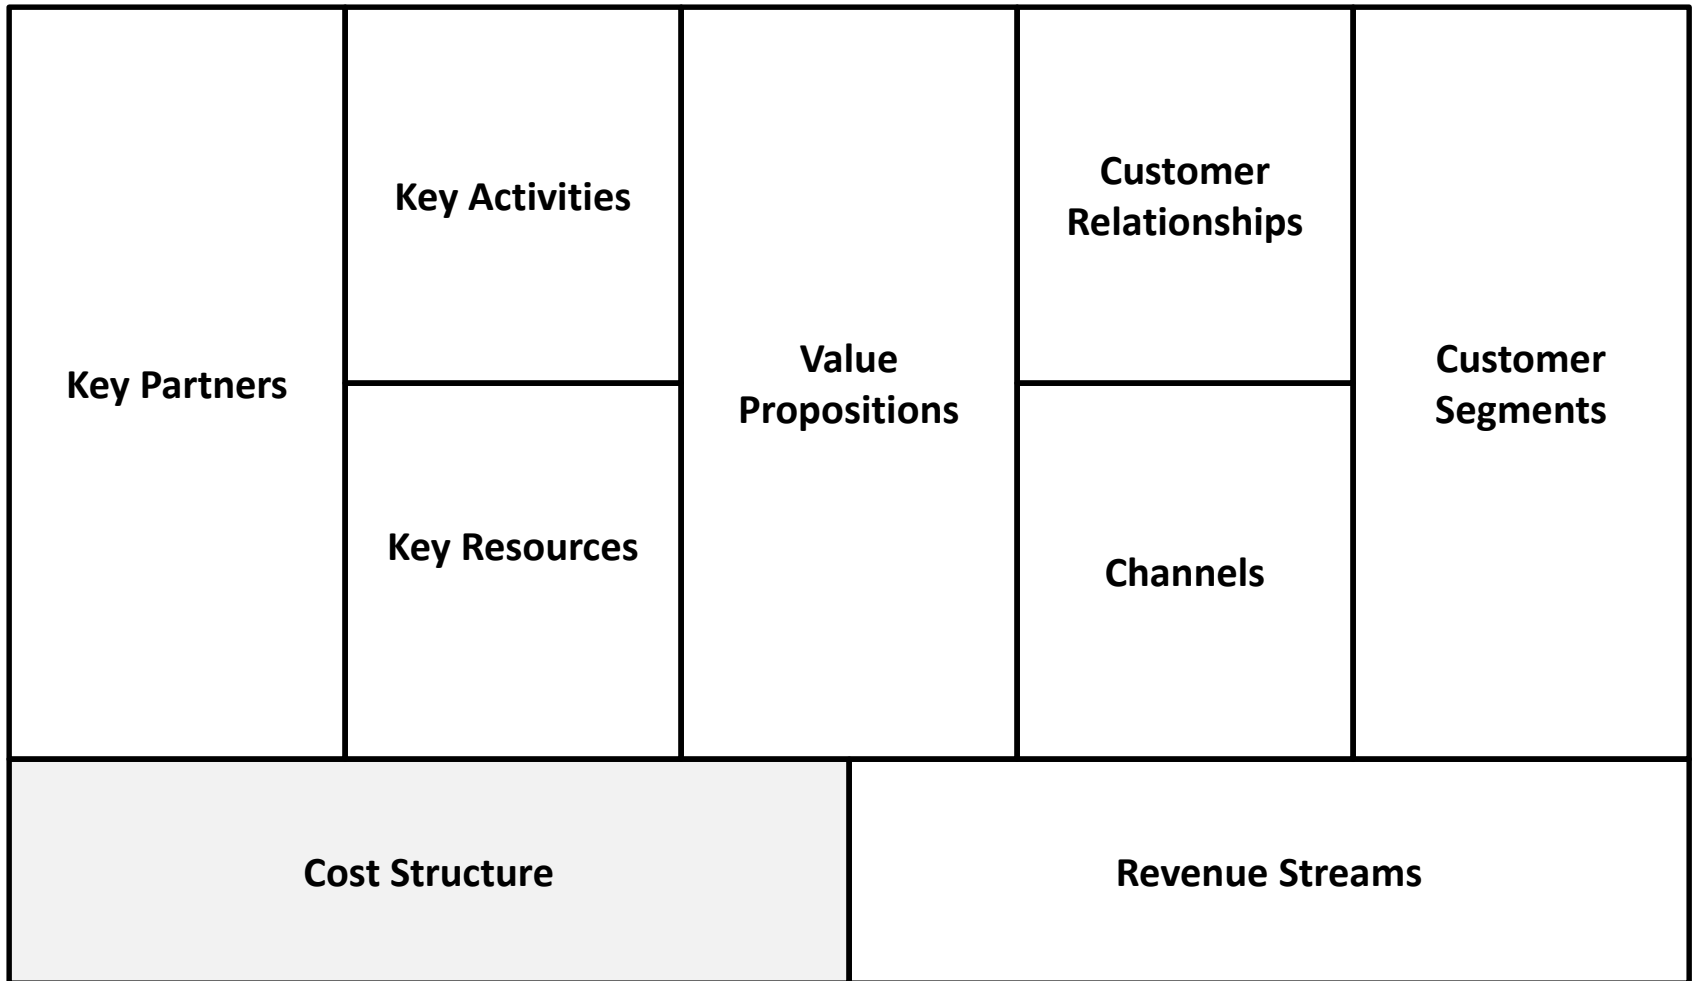 Key Partners
Key Activities
Key Resources
Value
Propositions
Customer
Relationships
Channels
Customer
Segments
Cost Structure
Revenue Streams